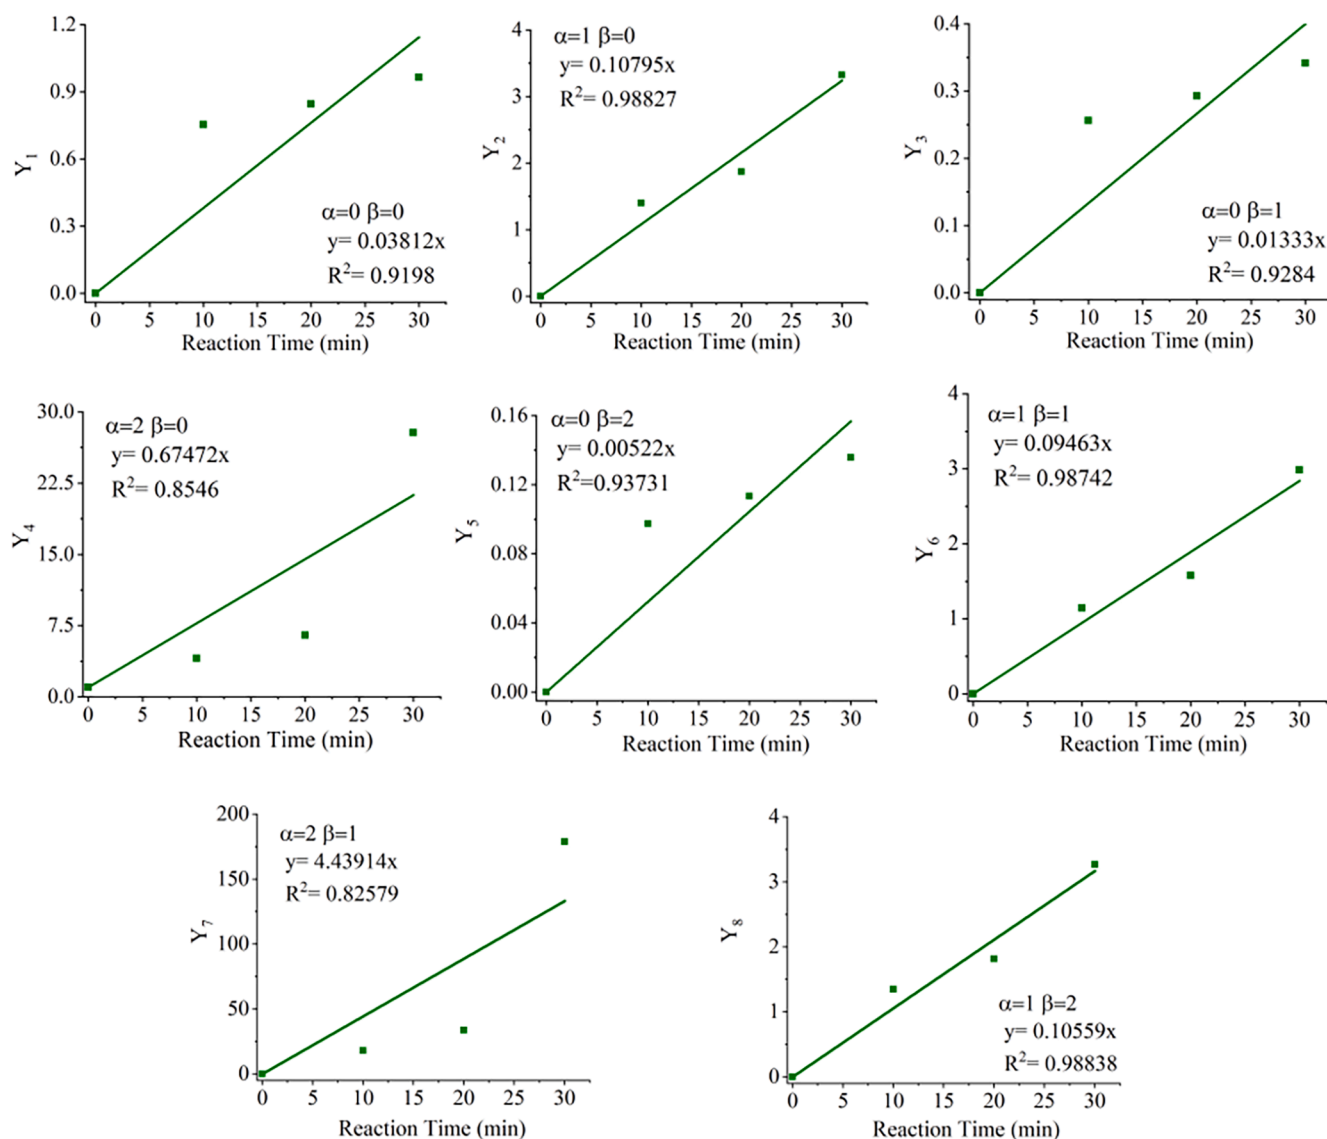 1.2
0.9
0.6
0.3
0.0
Y1
α=0 β=0
y= 0.03812x
R2= 0.9198
0 5 10 15 20 25 30
Reaction Time (min)
4
3
2
1
0
Y2
α=1 β=0
y= 0.10795x
R2= 0.98827
0 5 10 15 20 25 30
Reaction Time (min)
0.4
0.3
0.2
0.1
0.0
Y3
α=0 β=1
y= 0.01333x
R2= 0.9284
0 5 10 15 20 25 30
Reaction Time (min)
30.0
22.5
15.0
7.5
0.0
Y4
α=2 β=0
y= 0.67472x
R2= 0.8546
0 5 10 15 20 25 30
Reaction Time (min)
0.16
0.12
0.08
0.04
0.00
Y5
α=0 β=2
y= 0.00522x
R2=0.93731
0 5 10 15 20 25 30
Reaction Time (min)
4
3
2
1
0
Y6
α=1 β=1
y= 0.09463x
R2= 0.98742
0 5 10 15 20 25 30
Reaction Time (min)
200
150
100
50
0
Y7
α=2 β=1
y= 4.43914x
R2= 0.82579
0 5 10 15 20 25 30
Reaction Time (min)
4
3
2
1
0
Y8
α=1 β=2
y= 0.10559x
R2= 0.98838
0 5 10 15 20 25 30
Reaction Time (min)